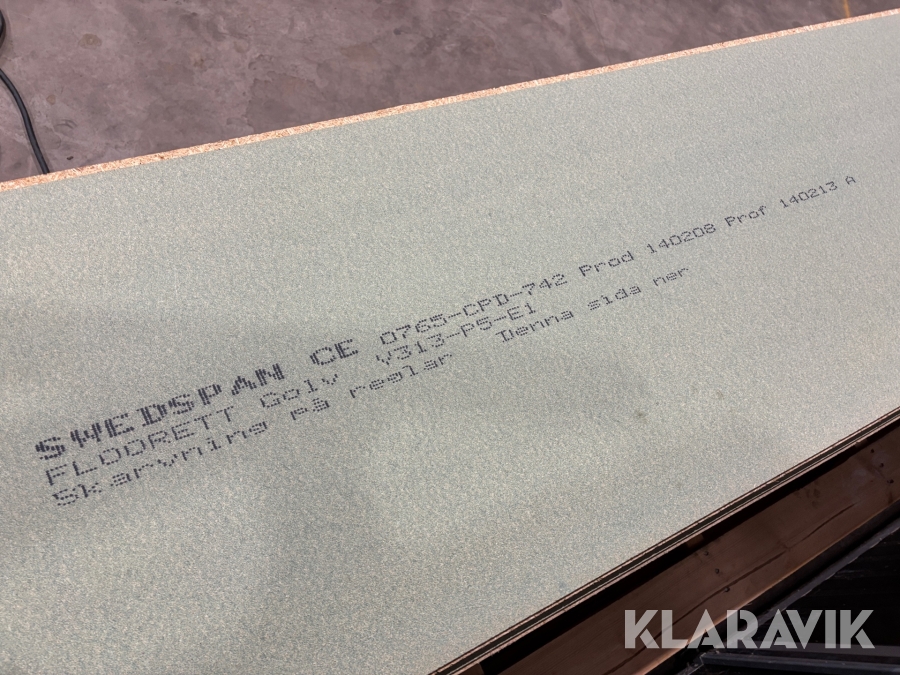 SWEDSPAN CE 0765-CPD-742 Prod 140208 Prof 140213 A
FLOORETT Golv V313-P5-E1
Skarvning på reglar Denna sida ner
KLARAVIK